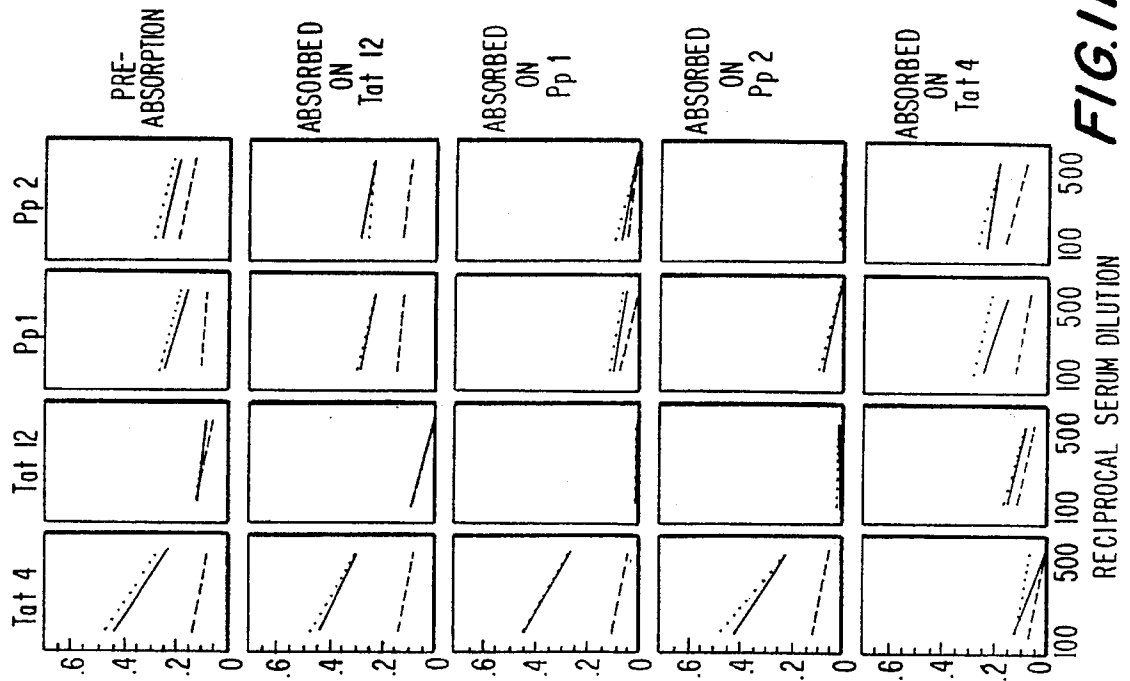 Tat 4 Tat 12 Pp 1 Pp 2
.6
.4
.2
0
PRE-
ABSORPTION
.6
.4
.2
0
ABSORBED
ON
Tat 12
.6
.4
.2
0
ABSORBED
ON
Pp 1
.6
.4
.2
0
ABSORBED
ON
Pp 2
.6
.4
.2
0
ABSORBED
ON
Tat 4
100 500 100 500 100 500 100 500
RECIPROCAL SERUM DILUTION